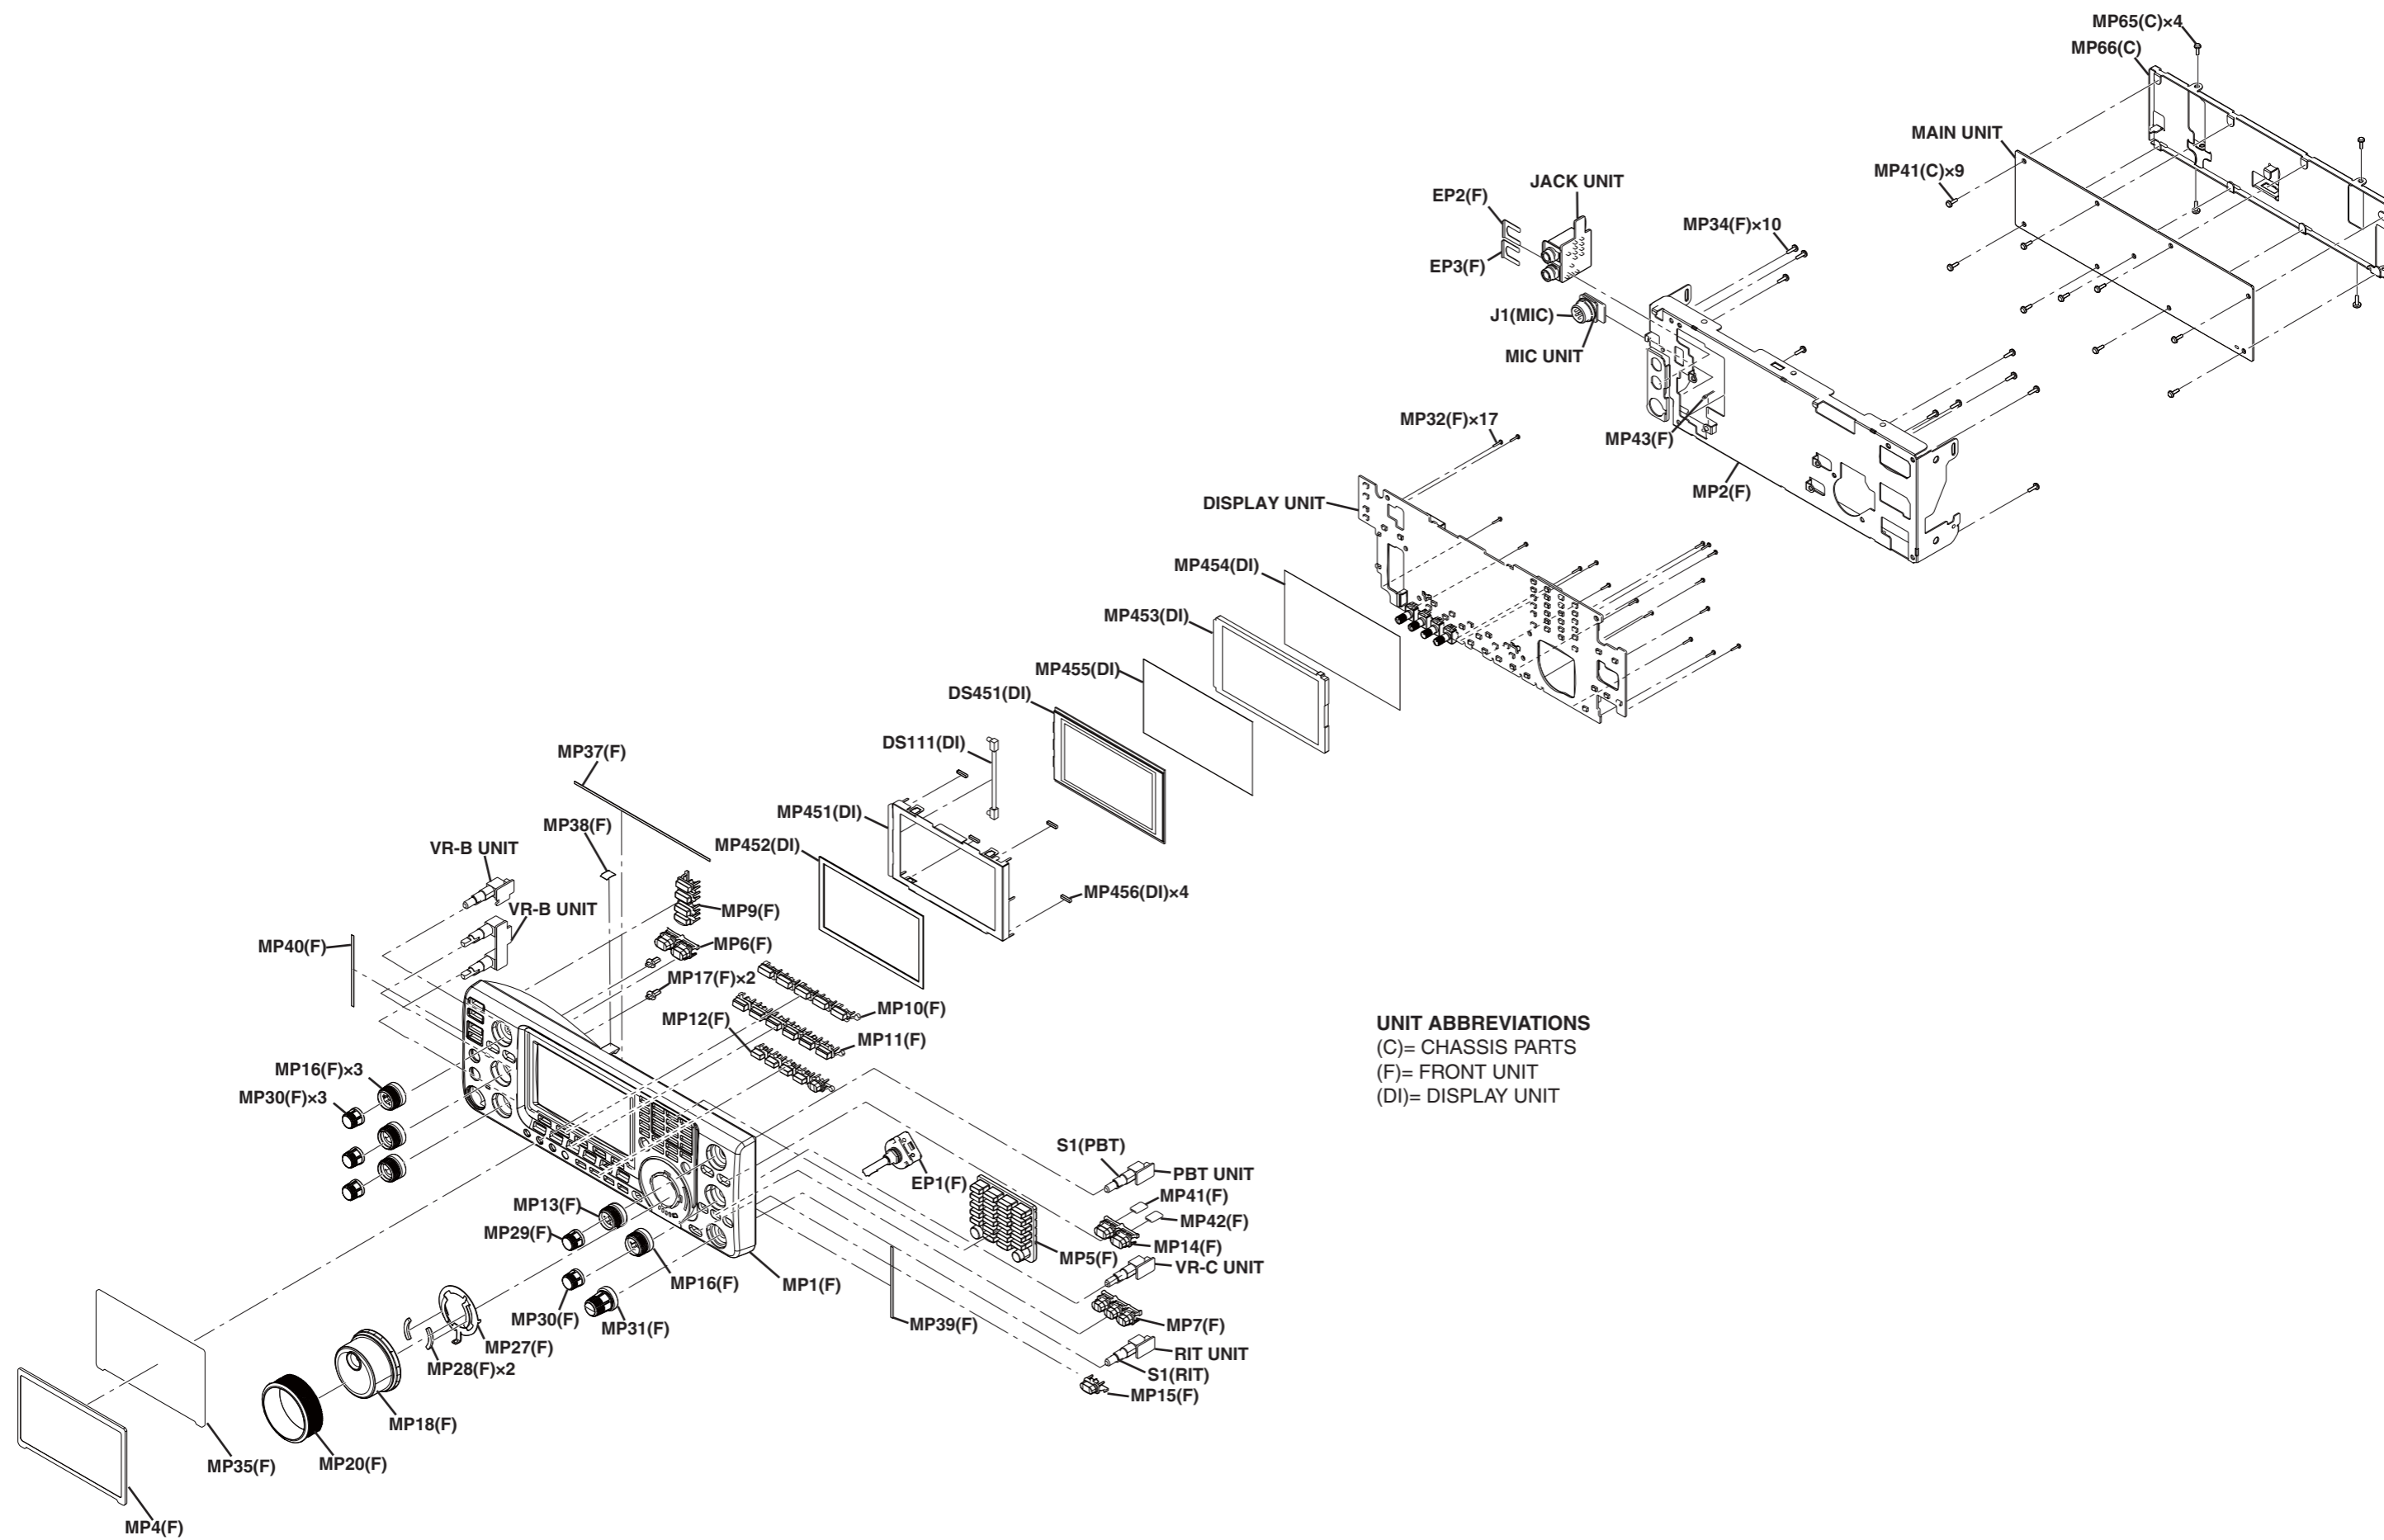 MP65(C)×4
MP66(C)
MAIN UNIT
MP41(C)×9
JACK UNIT
EP2(F)
EP3(F)
MP34(F)×10
J1(MIC)
MIC UNIT
MP43(F)
MP2(F)
MP32(F)×17
DISPLAY UNIT
MP454(DI)
MP453(DI)
MP455(DI)
DS451(DI)
DS111(DI)
MP37(F)
MP451(DI)
MP38(F)
MP452(DI)
VR-B UNIT
MP456(DI)×4
VR-B UNIT
MP9(F)
MP40(F)
MP6(F)
MP17(F)×2
MP10(F)
MP12(F)
MP11(F)
UNIT ABBREVIATIONS
(C)= CHASSIS PARTS
(F)= FRONT UNIT
(DI)= DISPLAY UNIT
MP16(F)×3
MP30(F)×3
S1(PBT)
PBT UNIT
EP1(F)
MP41(F)
MP42(F)
MP13(F)
MP29(F)
MP14(F)
MP5(F)
VR-C UNIT
MP16(F)
MP1(F)
MP30(F)
MP31(F)
MP39(F)
MP7(F)
MP27(F)
RIT UNIT
MP28(F)×2
S1(RIT)
MP15(F)
MP18(F)
MP20(F)
MP35(F)
MP4(F)